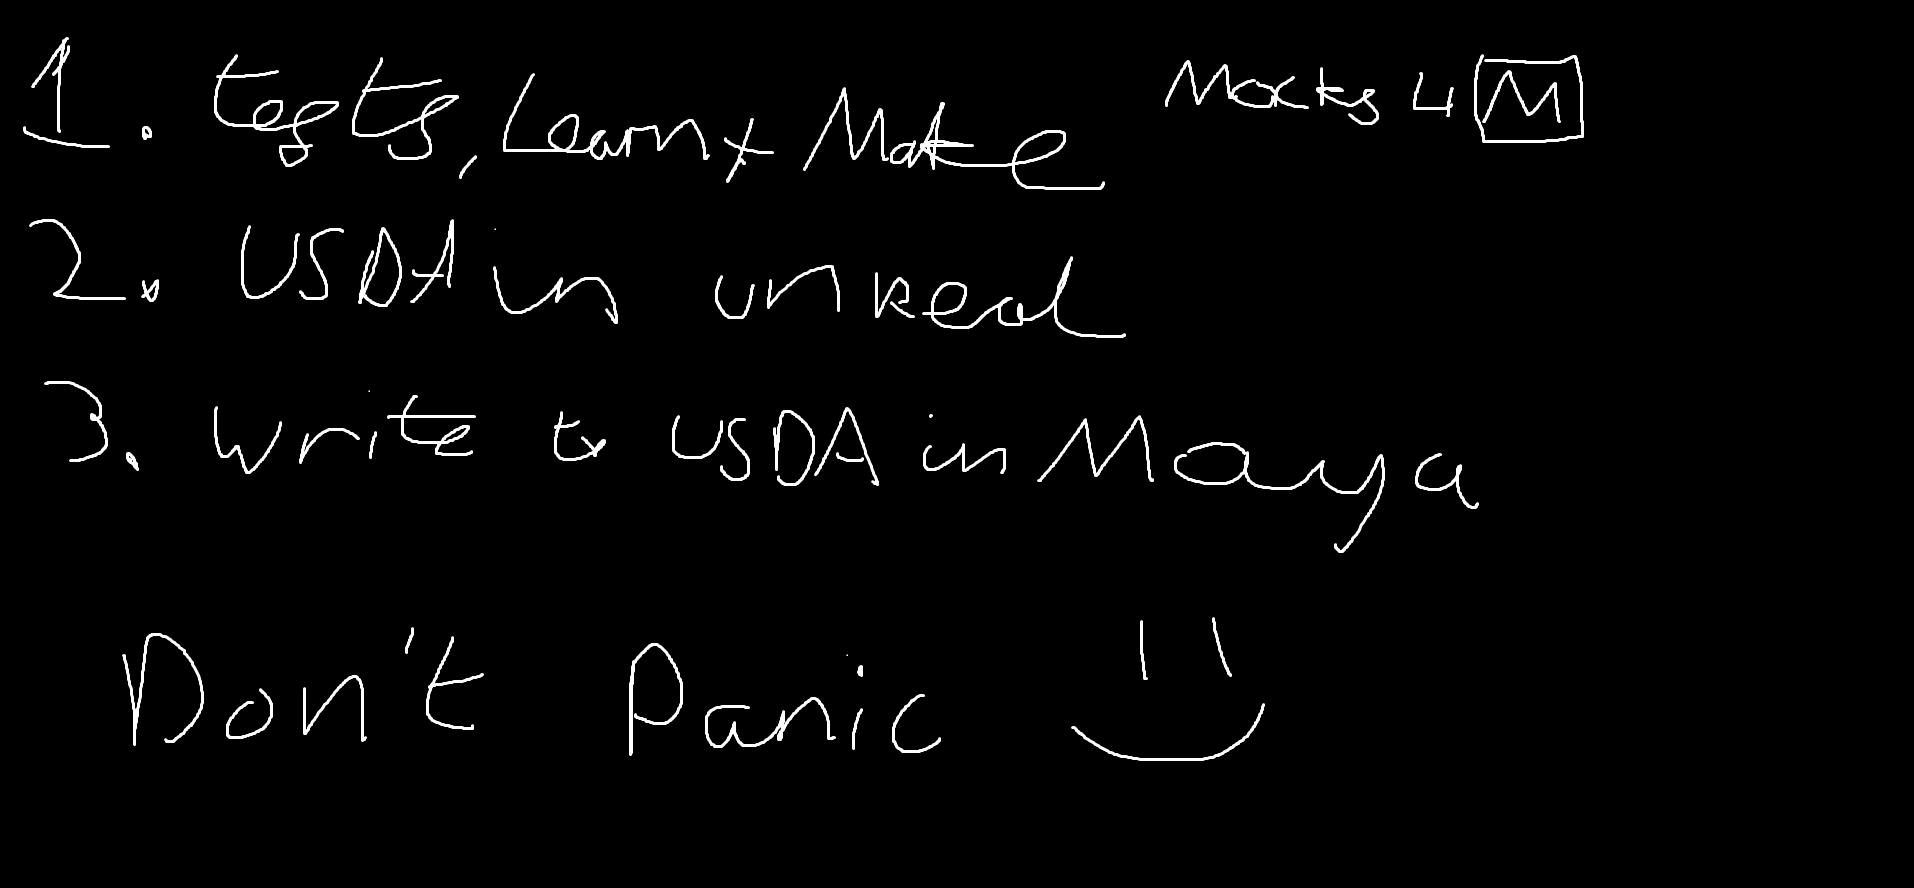 1. tests, Learn + Make Mocks 4 M
2. USDA in unreal
3. write to USDA in Maya
Don't Panic